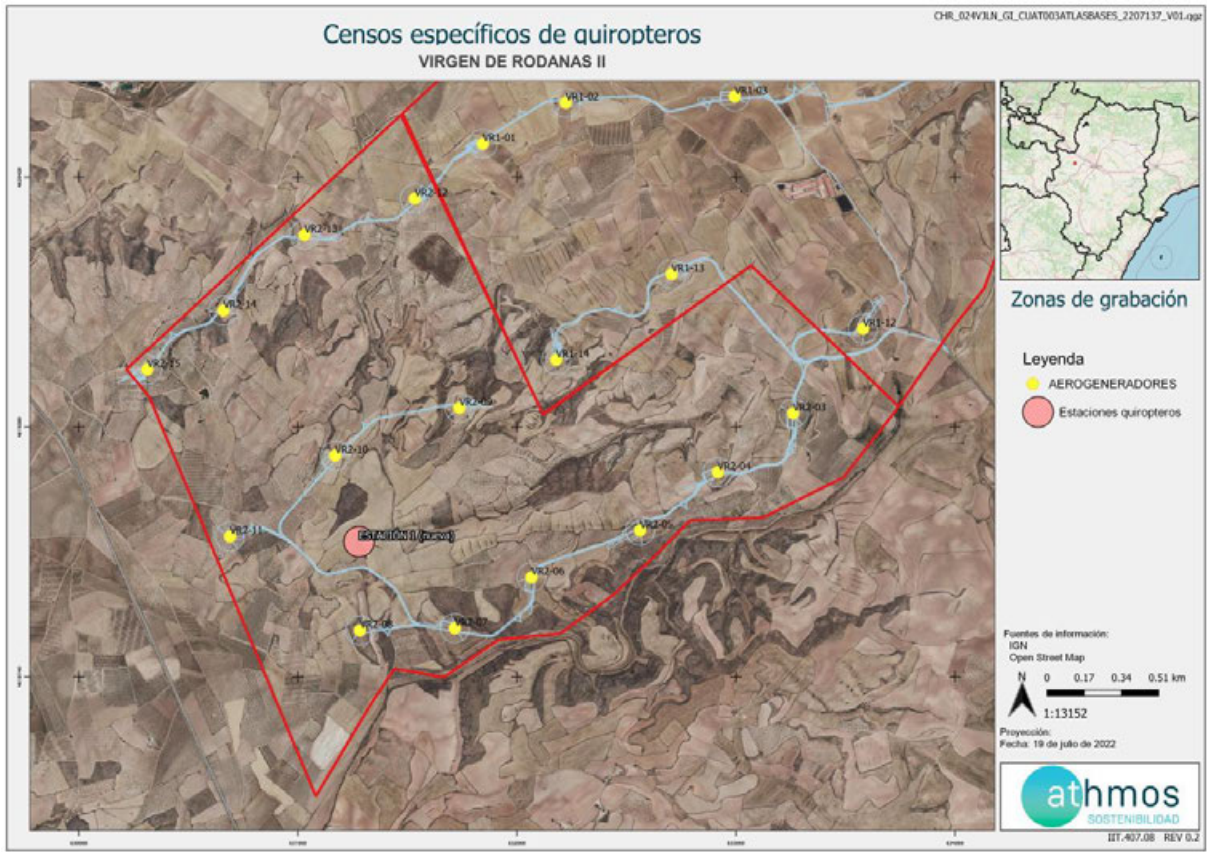 CHR_024VJLN_GI_CUAT003ATLASBASES_2207137_V01.qgz
Censos específicos de quiropteros
VIRGEN DE RODANAS II
VR1-02
VR1-03
VR1-01
VR2-12
VR2-13
VR1-13
VR2-14
VR1-12
VR1-14
VR2-15
VR2-03
VR2-10
VR2-04
VR2-05
VR2-11
ESTACIÓN 1 (nueva)
VR2-06
VR2-08
VR2-07
Zonas de grabación
Leyenda
AEROGENERADORES
Estaciones quiropteros
Fuentes de información:
IGN
Open Street Map
N
0 0.17 0.34 0.51 km
1:13152
Proyección:
Fecha: 19 de julio de 2022
athmos
SOSTENIBILIDAD
IIT.407.08 REV 0.2